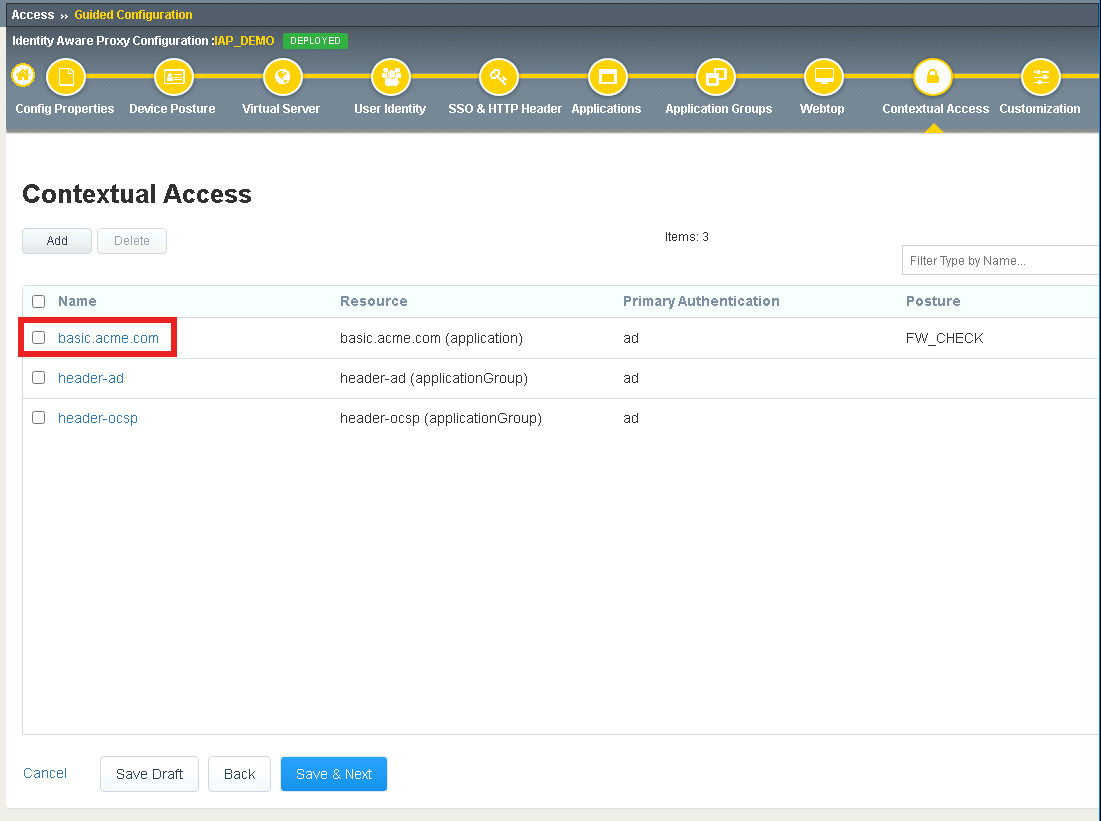 Access ›› Guided Configuration
Identity Aware Proxy Configuration :IAP_DEMO DEPLOYED
Config Properties Device Posture Virtual Server User Identity SSO & HTTP Header Applications Application Groups Webtop Contextual Access Customization
Contextual Access
Add Delete Items: 3
Filter Type by Name...
Name Resource Primary Authentication Posture
basic.acme.com basic.acme.com (application) ad FW_CHECK
header-ad header-ad (applicationGroup) ad
header-ocsp header-ocsp (applicationGroup) ad
Cancel Save Draft Back Save & Next